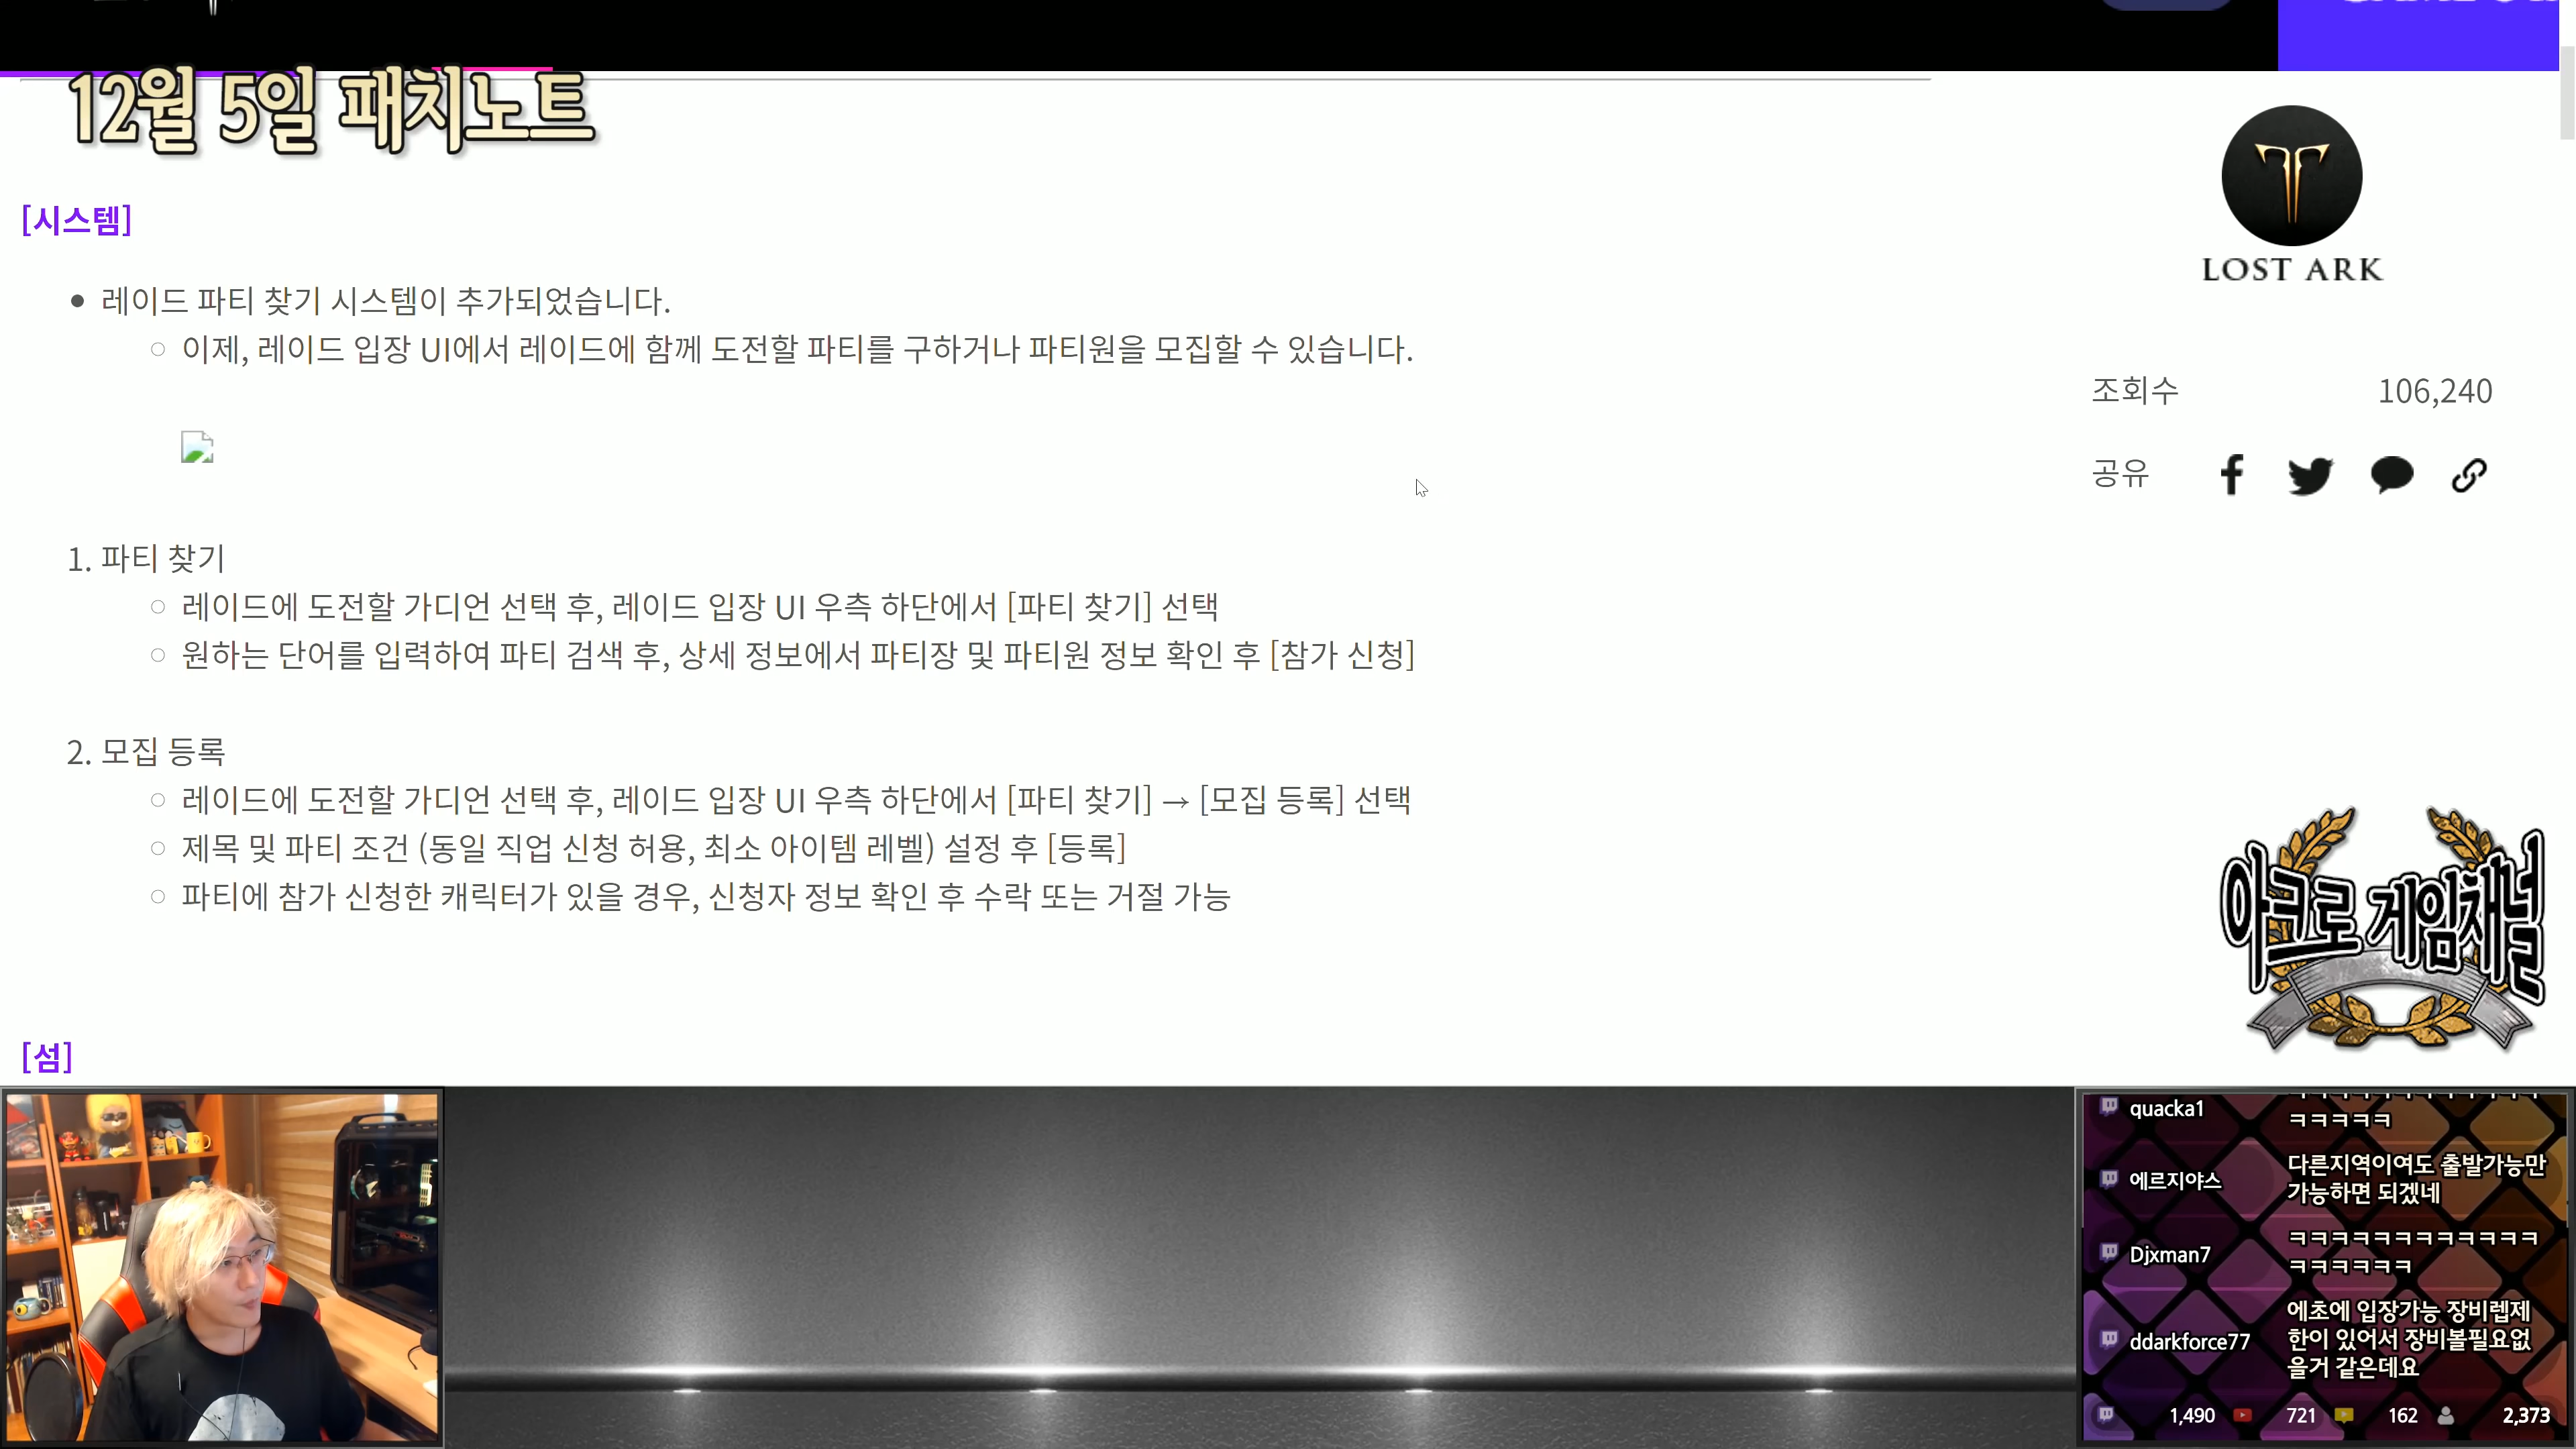 12월 5일 패치노트
[시스템]
레이드 파티 찾기 시스템이 추가되었습니다.
이제, 레이드 입장 UI에서 레이드에 함께 도전할 파티를 구하거나 파티원을 모집할 수 있습니다.
1. 파티 찾기
레이드에 도전할 가디언 선택 후, 레이드 입장 UI 우측 하단에서 [파티 찾기] 선택
원하는 단어를 입력하여 파티 검색 후, 상세 정보에서 파티장 및 파티원 정보 확인 후 [참가 신청]
2. 모집 등록
레이드에 도전할 가디언 선택 후, 레이드 입장 UI 우측 하단에서 [파티 찾기] → [모집 등록] 선택
제목 및 파티 조건 (동일 직업 신청 허용, 최소 아이템 레벨) 설정 후 [등록]
파티에 참가 신청한 캐릭터가 있을 경우, 신청자 정보 확인 후 수락 또는 거절 가능
[섬]
LOST ARK
조회수 106,240
공유
아크로 게임채널
quacka1
ㅋㅋㅋㅋㅋ
에르지야스
다른지역이여도 출발가능만
가능하면 되겠네
Djxman7
ㅋㅋㅋㅋㅋㅋㅋㅋㅋㅋㅋㅋ
ㅋㅋㅋㅋㅋㅋ
ddarkforce77
에초에 입장가능 장비렙제
한이 있어서 장비볼필요없
을거 같은데요
1,490 721 162 2,373